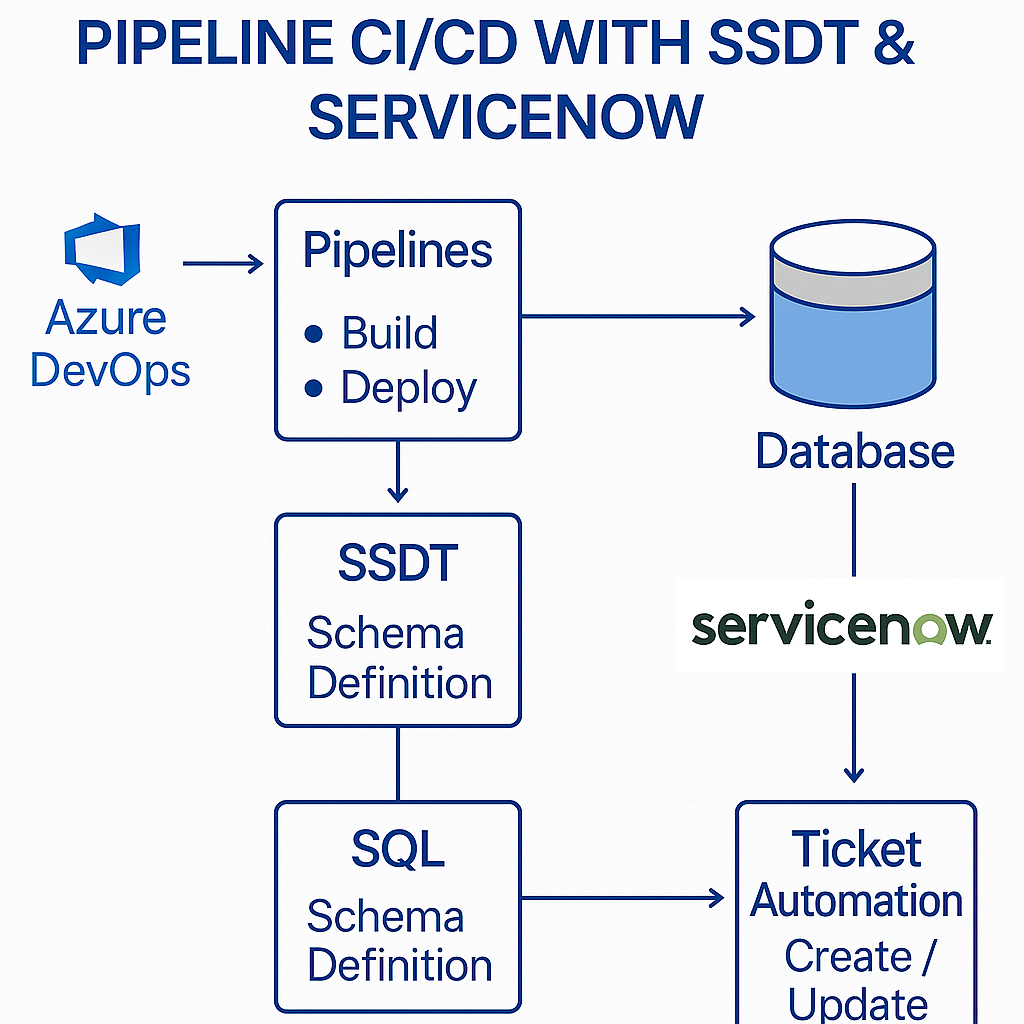 PIPELINE CI/CD WITH SSDT &
SERVICENOW
Azure
DevOps
Pipelines
• Build
• Deploy
Database
SSDT
Schema
Definition
servicenow.
SQL
Schema
Definition
Ticket
Automation
Create /
Update